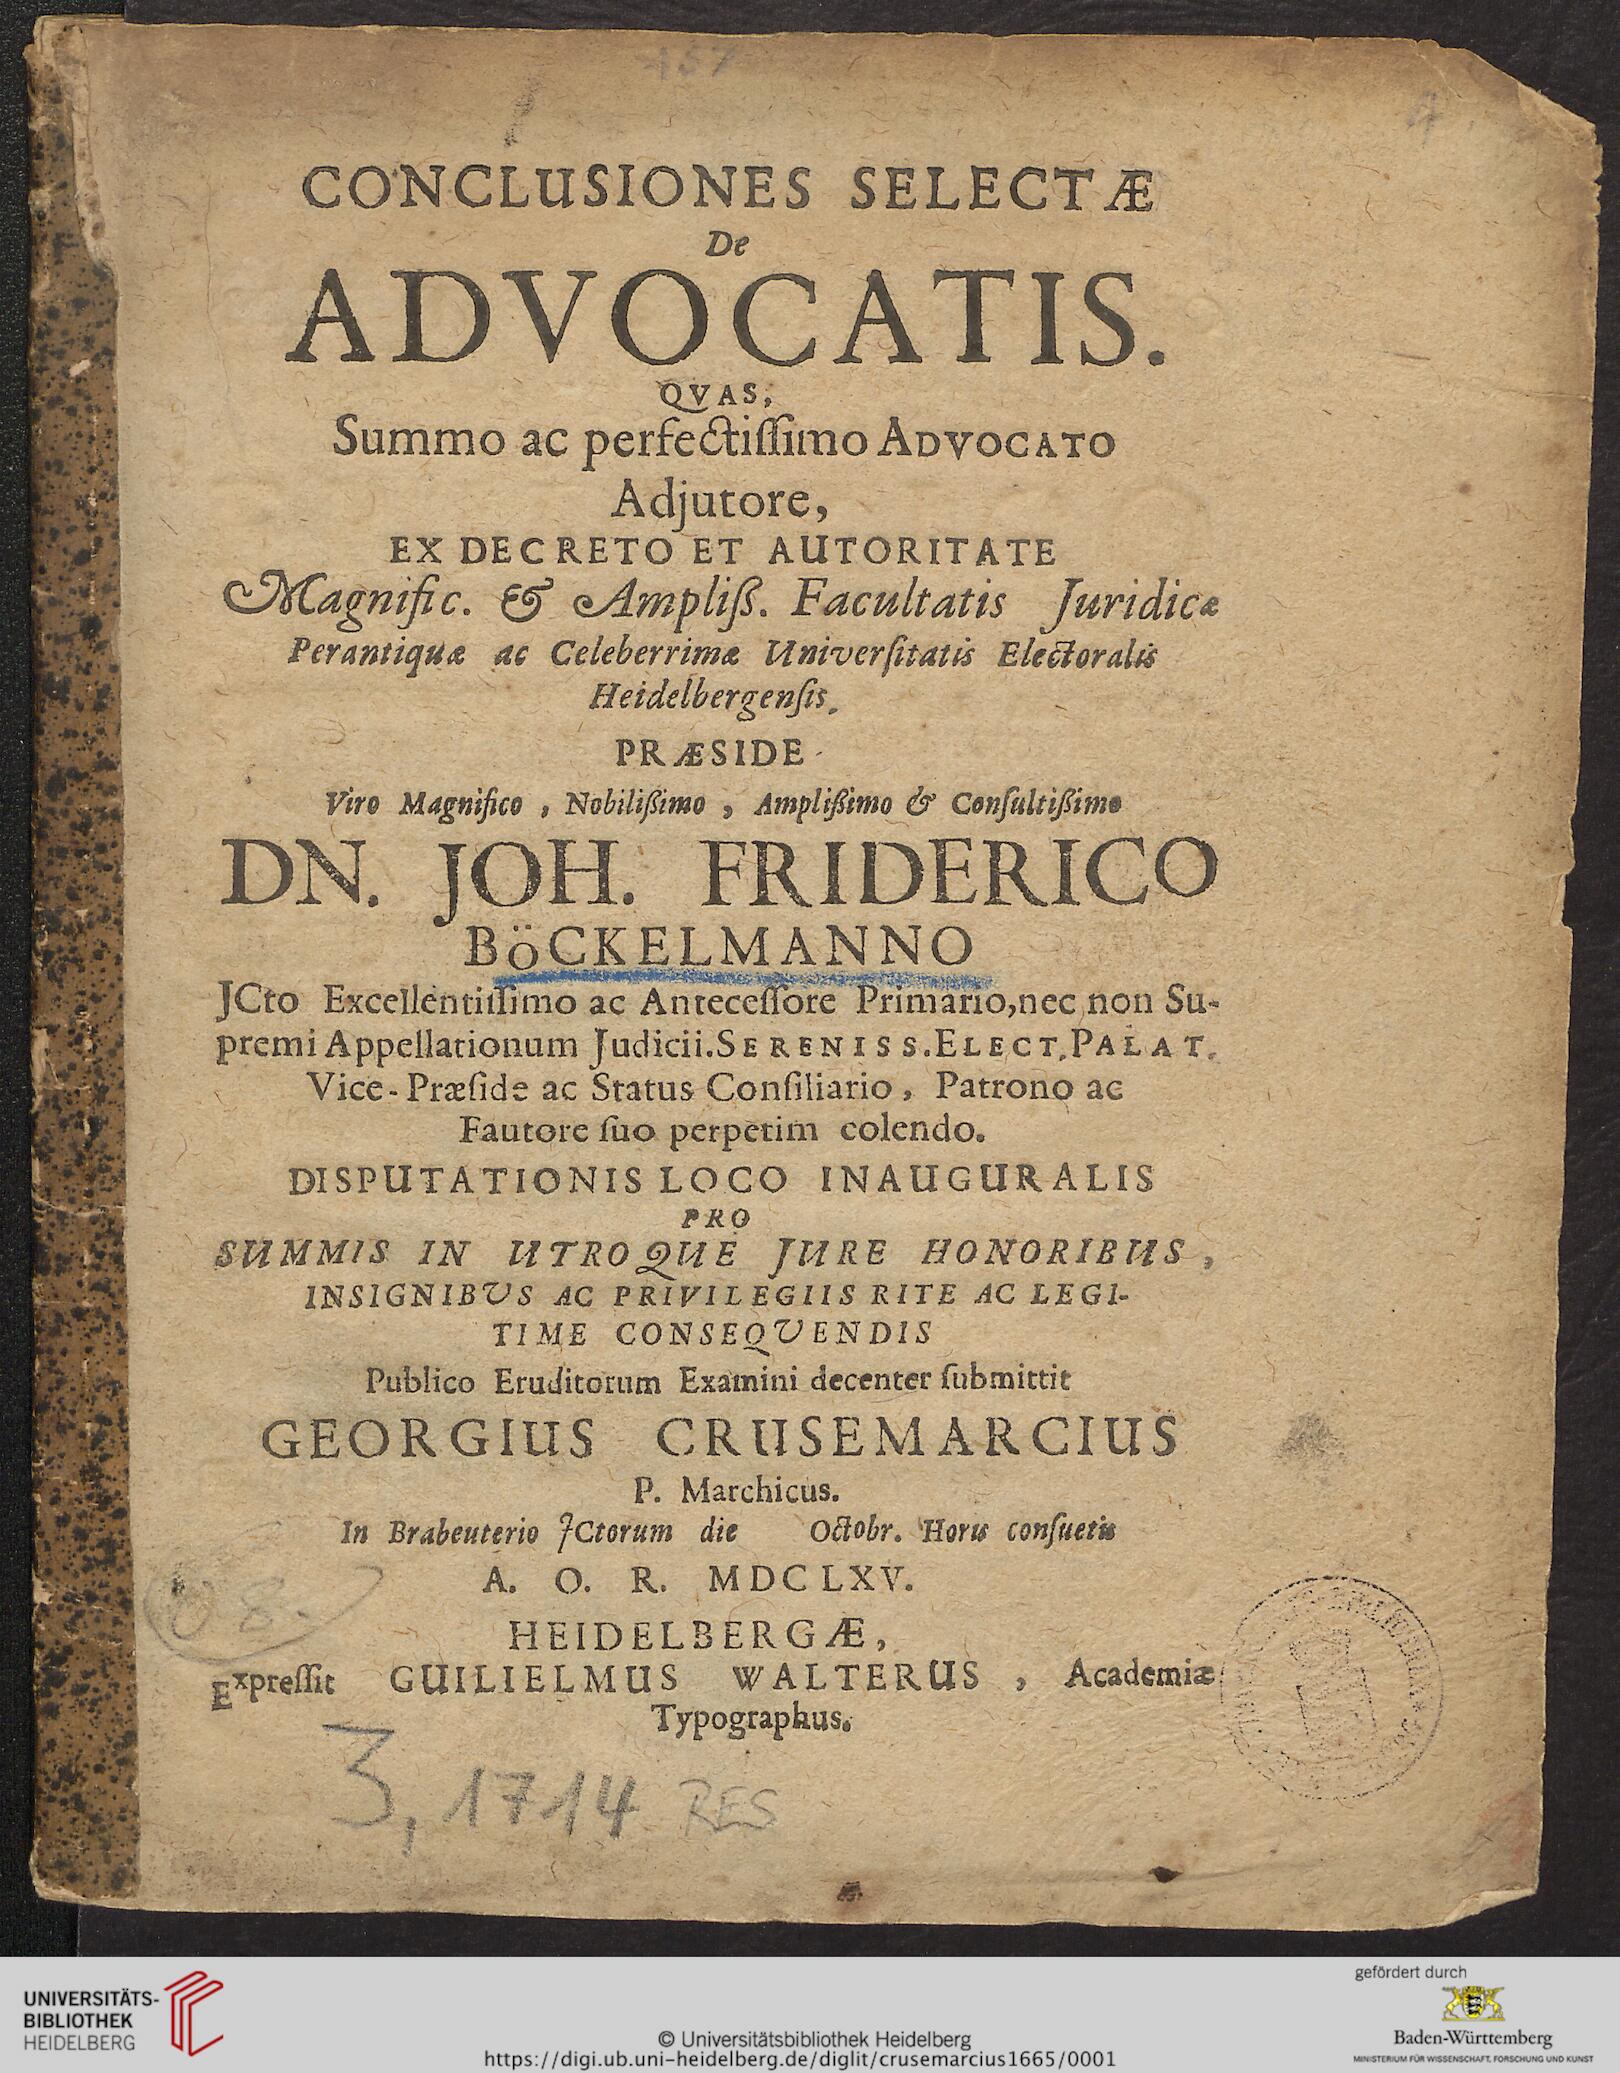 157
CONCLUSIONES SELECTÆ
De
ADVOCATIS.
QVAS,
Summo ac perfectiſſimo ADVOCATO
Adjutore,
EX DECRETO ET AUTORITATE
Magnific. & Ampliß. Facultatis Juridicæ
Perantiquæ ac Celeberrimæ Univerſitatis Electoralis
Heidelbergenſis.
PRÆSIDE
Viro Magnifico, Nobilißimo, Amplißimo & Conſultißimo
DN. JOH. FRIDERICO
BöCKELMANNO
JCto Excellentiſſimo ac Anteceſſore Primario, nec non Su-
premi Appellationum Judicii. SERENISS. ELECT. PALAT.
Vice-Præſide ac Status Conſiliario, Patrono ac
Fautore ſuo perpetim colendo.
DISPUTATIONIS LOCO INAUGURALIS
PRO
SUMMIS IN UTROQUE JURE HONORIBUS,
INSIGNIBVS AC PRIVILEGIIS RITE AC LEGI-
TIME CONSEQVENDIS
Publico Eruditorum Examini decenter ſubmittit
GEORGIUS CRUSEMARCIUS
P. Marchicus.
In Brabeuterio JCtorum die Octobr. Horis conſuetis
A. O. R. MDCLXV.
HEIDELBERGÆ,
Expreſſit GUILIELMUS WALTERUS, Academiæ
Typographus.
3, 1714 RES
UNIVERSITÄTS-
BIBLIOTHEK
HEIDELBERG
© Universitätsbibliothek Heidelberg
https://digi.ub.uni-heidelberg.de/diglit/crusemarcius1665/0001
gefördert durch
Baden-Württemberg
MINISTERIUM FÜR WISSENSCHAFT, FORSCHUNG UND KUNST